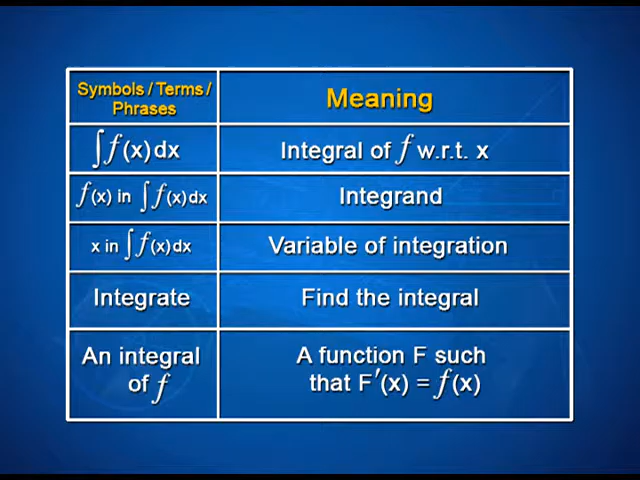 Symbols / Terms / Meaning
Phrases
∫f(x) dx Integral of f w.r.t. x
f(x) in ∫f(x) dx Integrand
x in ∫f(x) dx Variable of integration
Integrate Find the integral
An integral A function F such
of f that F′(x) = f(x)